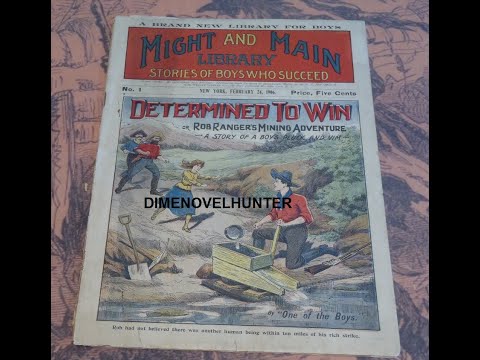 A BRAND NEW LIBRARY FOR BOYS
MIGHT AND MAIN
LIBRARY
STORIES OF BOYS WHO SUCCEED
No. 1
NEW YORK, FEBRUARY 24, 1906.
Price, Five Cents
DETERMINED TO WIN
OR ROB RANGER'S MINING ADVENTURE
A STORY OF A BOY'S PLUCK AND VIM
DIMENOVELHUNTER
BY "One of the Boys.
Rob had not believed there was another human being within ten miles of his rich strike.